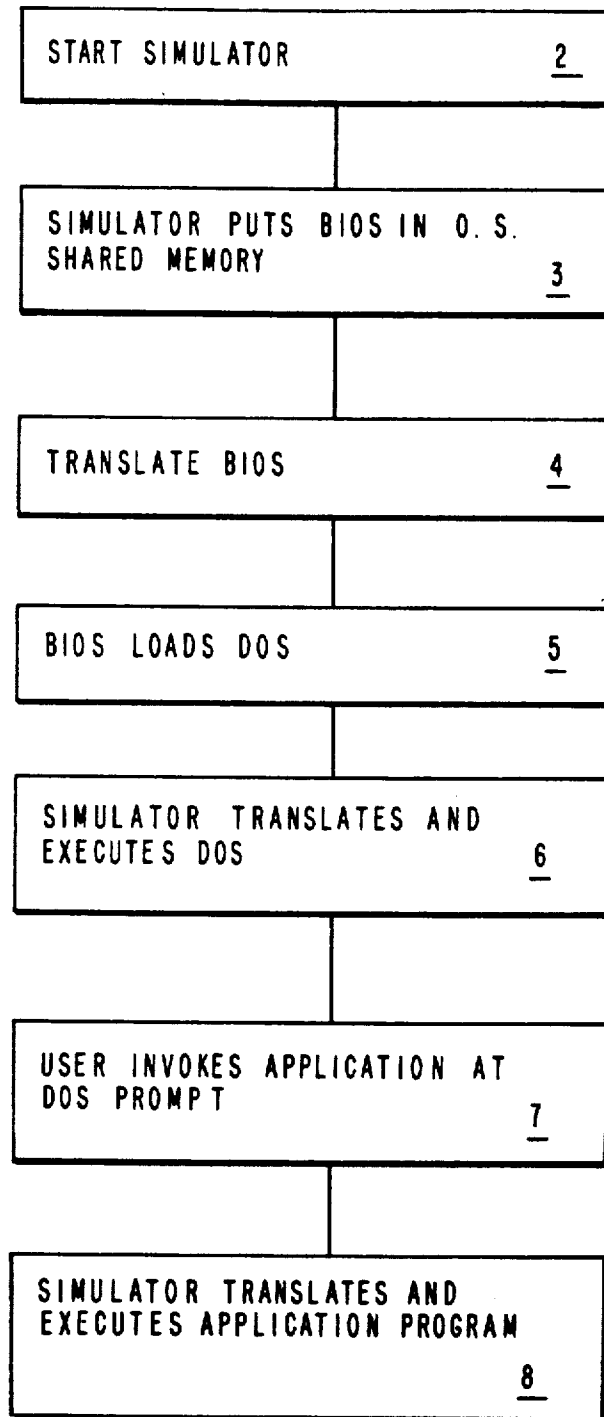 START SIMULATOR 2
SIMULATOR PUTS BIOS IN O.S.
SHARED MEMORY
3
TRANSLATE BIOS 4
BIOS LOADS DOS 5
SIMULATOR TRANSLATES AND
EXECUTES DOS 6
USER INVOKES APPLICATION AT
DOS PROMPT
7
SIMULATOR TRANSLATES AND
EXECUTES APPLICATION PROGRAM
8